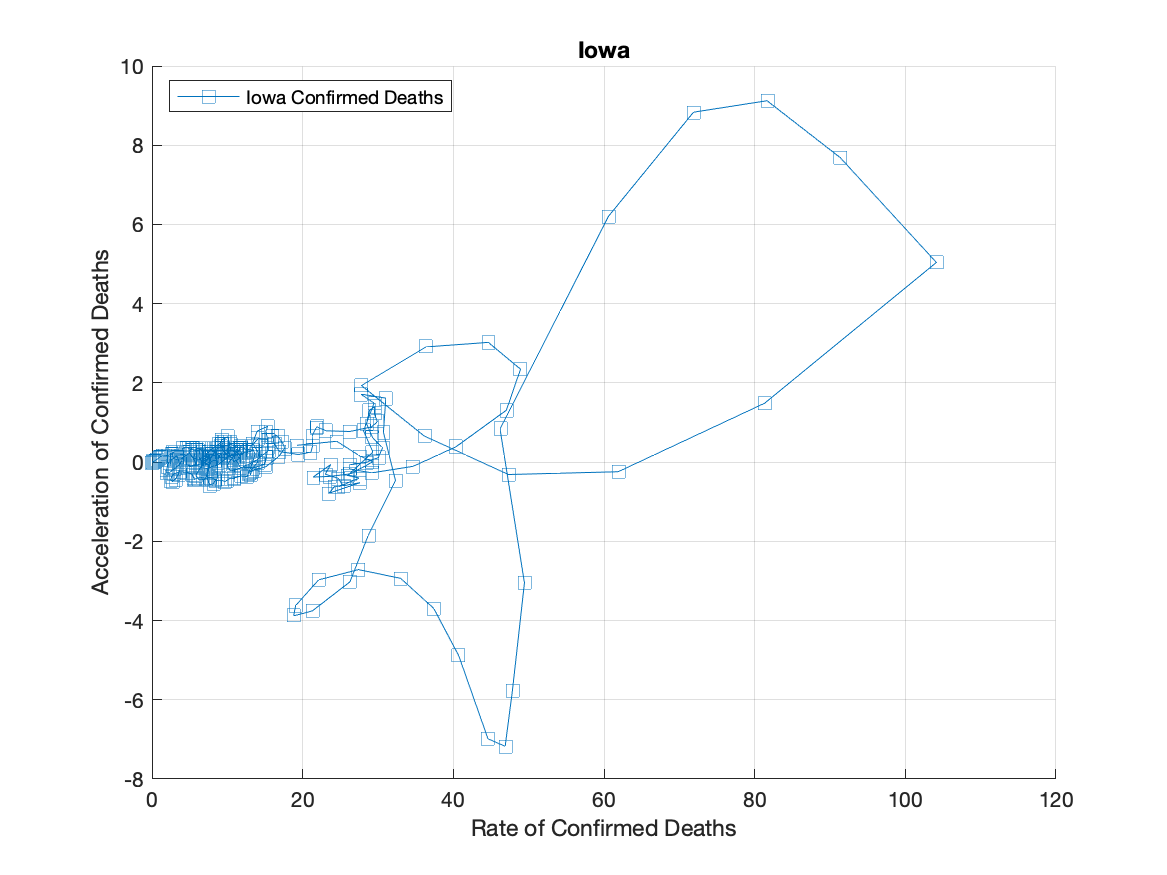 Iowa
Iowa Confirmed Deaths
10
8
6
4
2
0
-2
-4
-6
-8
Acceleration of Confirmed Deaths
0 20 40 60 80 100 120
Rate of Confirmed Deaths